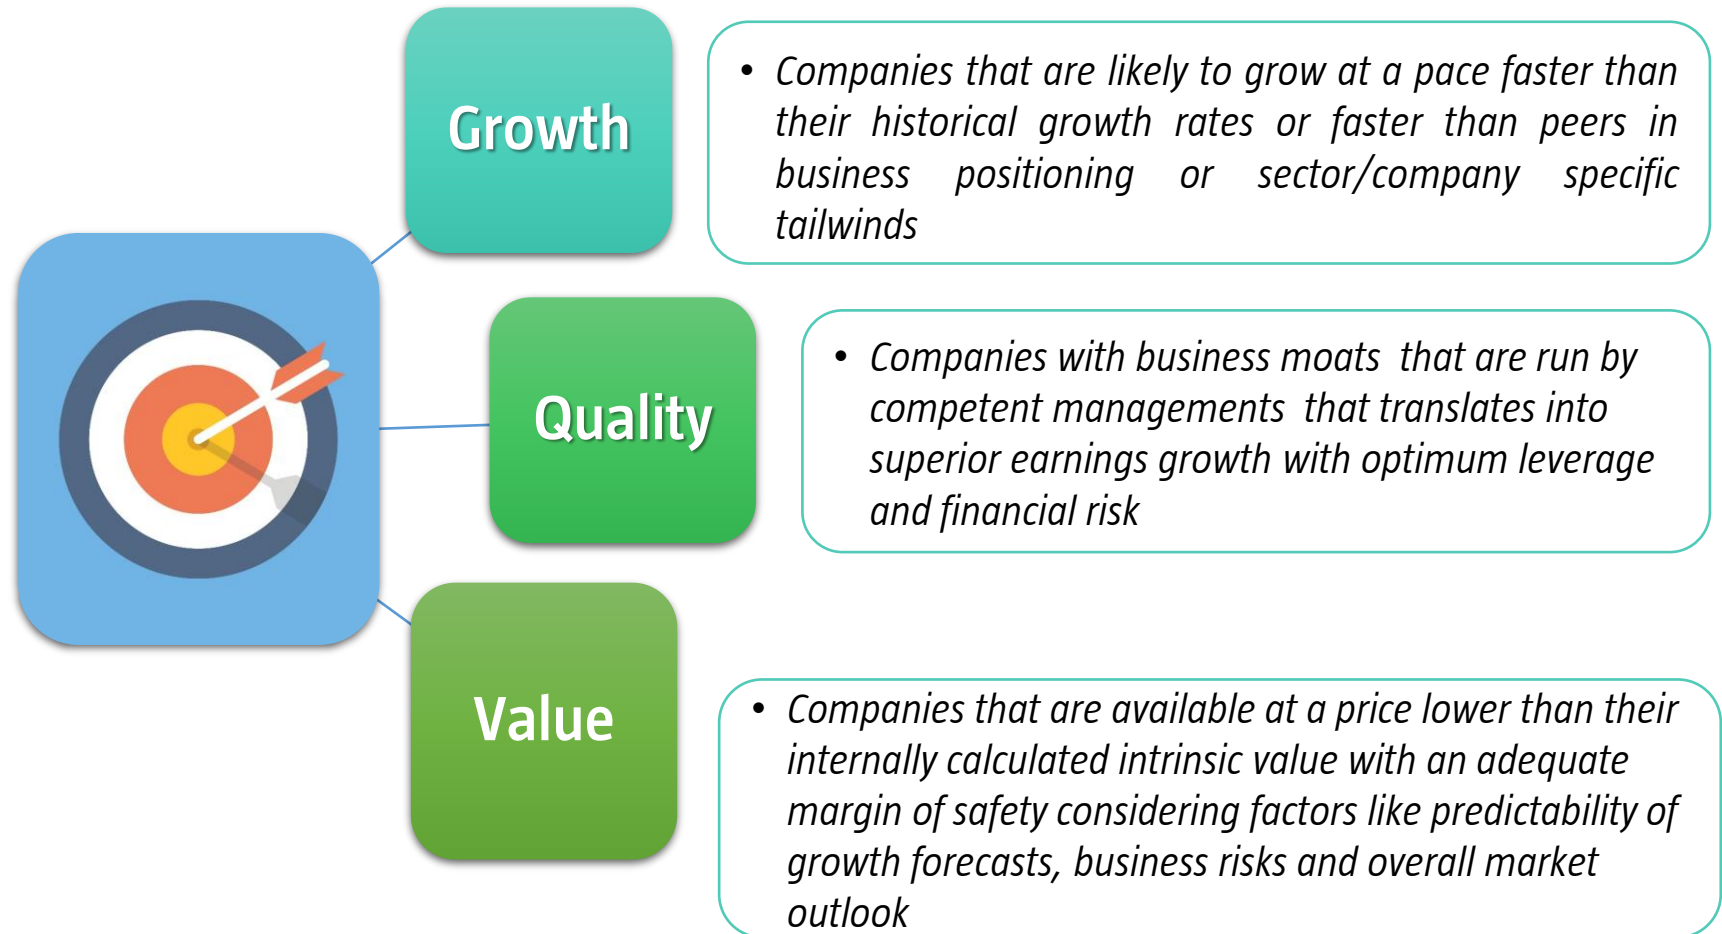 Growth
• Companies that are likely to grow at a pace faster than
their historical growth rates or faster than peers in
business positioning or sector/company specific
tailwinds
Quality
• Companies with business moats  that are run by
competent managements  that translates into
superior earnings growth with optimum leverage
and financial risk
Value
• Companies that are available at a price lower than their
internally calculated intrinsic value with an adequate
margin of safety considering factors like predictability of
growth forecasts, business risks and overall market
outlook